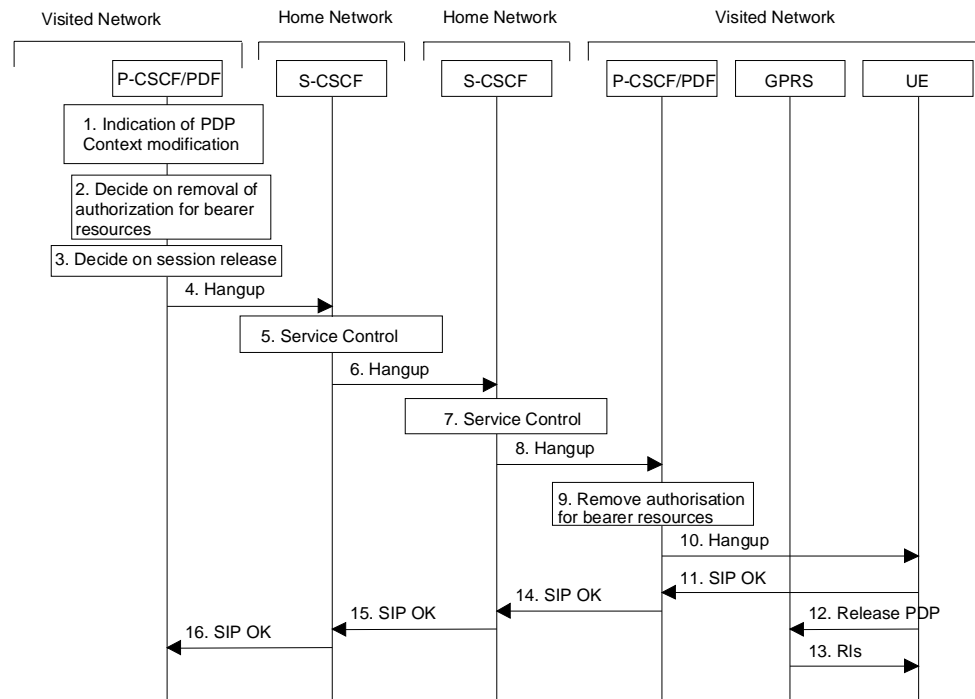 Visited Network
Home Network
Home Network
Visited Network
P-CSCF/PDF
S-CSCF
S-CSCF
P-CSCF/PDF
GPRS
UE
1. Indication of PDP
Context modification
2. Decide on removal of
authorization for bearer
resources
3. Decide on session release
4. Hangup
5. Service Control
6. Hangup
7. Service Control
8. Hangup
9. Remove authorisation
for bearer resources
10. Hangup
11. SIP OK
14. SIP OK
12. Release PDP
15. SIP OK
16. SIP OK
13. Rls